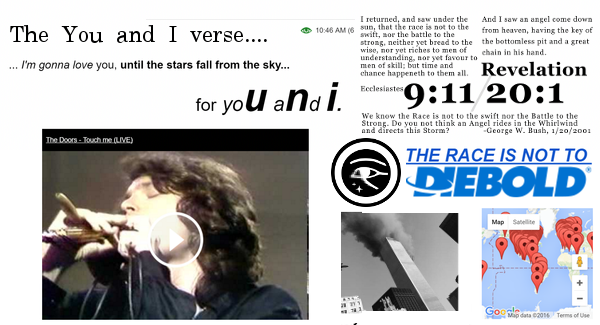 The You and I verse....
10:46 AM (6
... I'm gonna love you, until the stars fall from the sky...
for you and i.
The Doors - Touch me (LIVE)
I returned, and saw under the
sun, that the race is not to the
swift, nor the battle to the
strong, neither yet bread to the
wise, nor yet riches to men of
understanding, nor yet favour to
men of skill; but time and
chance happeneth to them all.
And I saw an angel come down
from heaven, having the key of
the bottomless pit and a great
chain in his hand.
Revelation
Ecclesiastes 9:11/20:1
We know the Race is not to the swift nor the Battle to the
Strong. Do you not think an Angel rides in the Whirlwind
and directs this Storm? -George W. Bush, 1/20/2001
THE RACE IS NOT TO
DIEBOLD®
Map Satellite
+
−
Google
Map data ©2016 Terms of Use